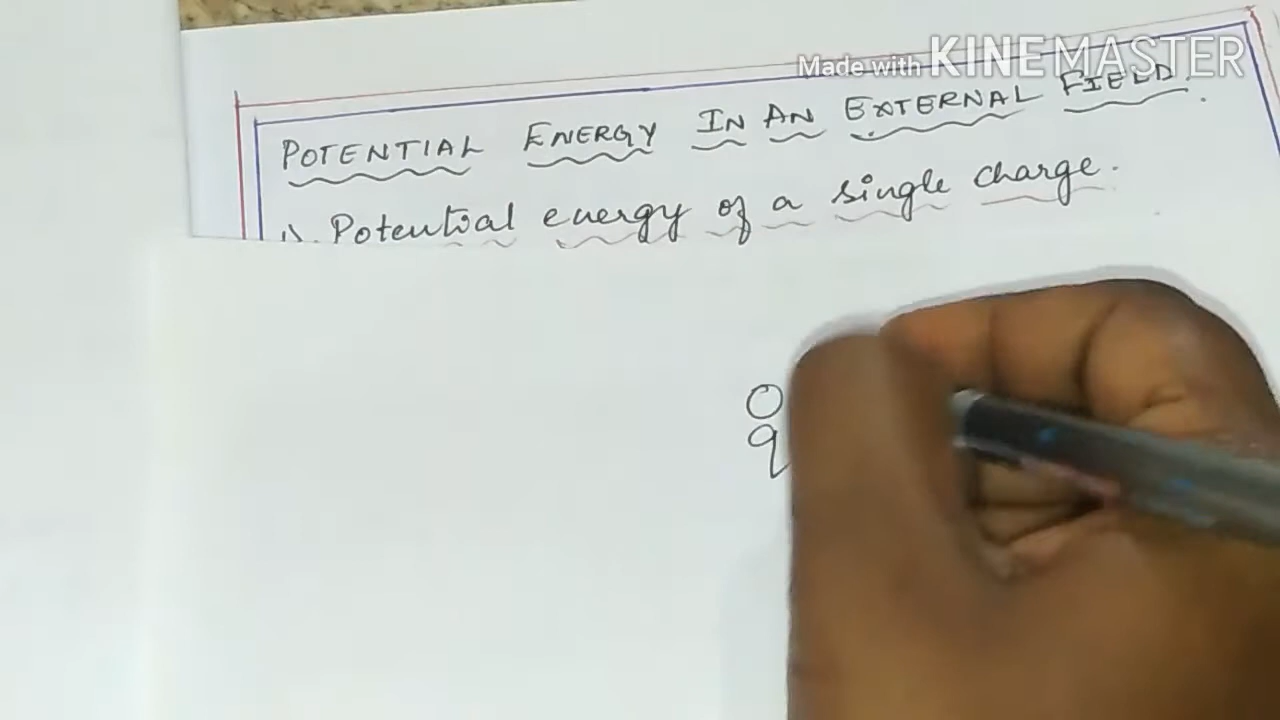 Made with KINEMASTER
POTENTIAL ENERGY IN AN EXTERNAL FIELD.
1). Potential energy of a single charge.
q